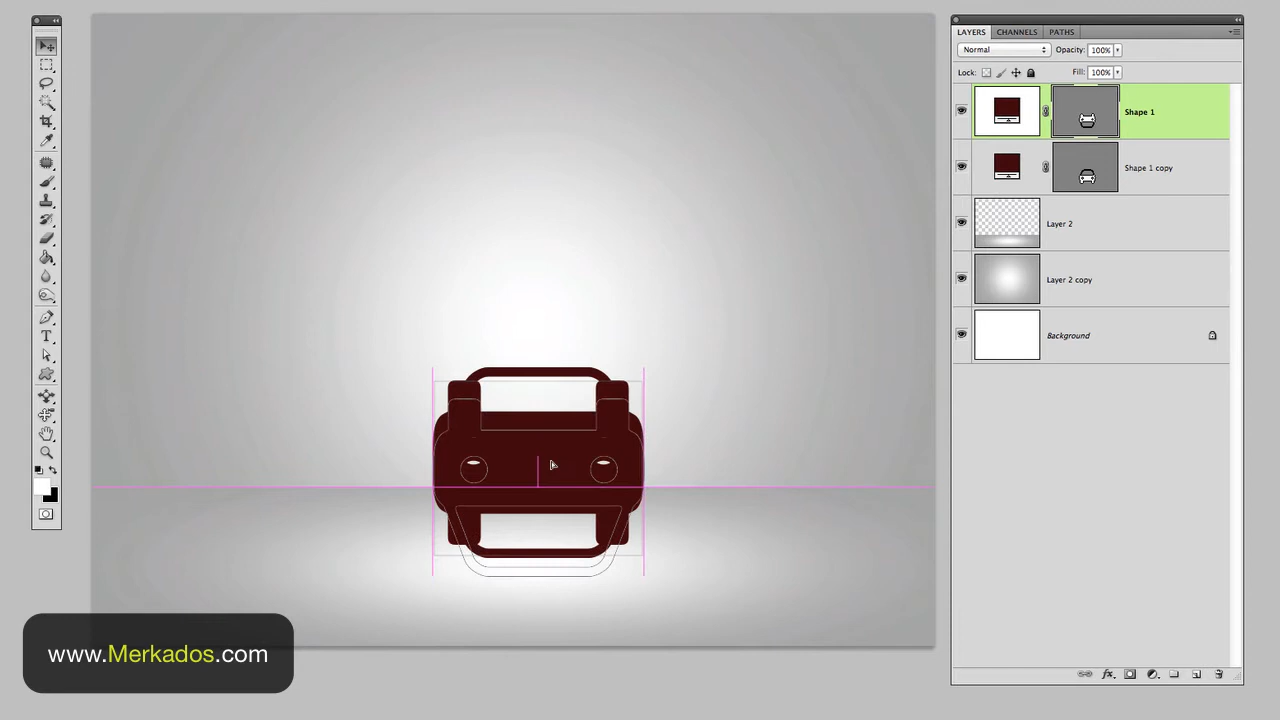 LAYERS CHANNELS PATHS
Normal Opacity: 100%
Lock: Fill: 100%
Shape 1
Shape 1 copy
Layer 2
Layer 2 copy
Background
fx
T
www.Merkados.com